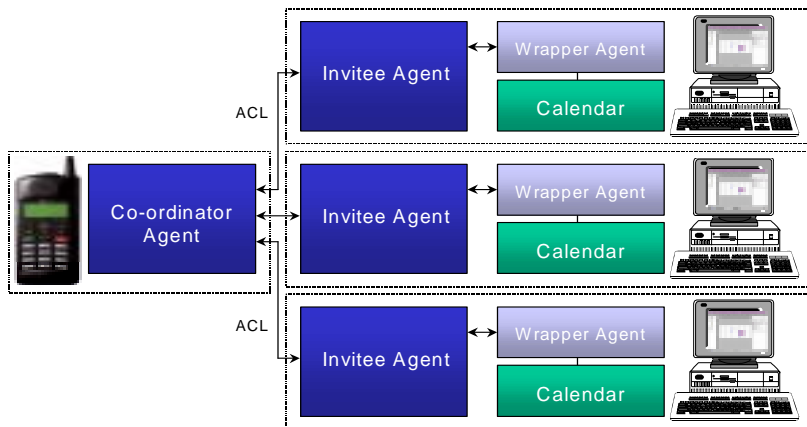 Invitee Agent
Wrapper Agent
Calendar
ACL
Co-ordinator
Agent
Invitee Agent
Wrapper Agent
Calendar
ACL
Invitee Agent
Wrapper Agent
Calendar